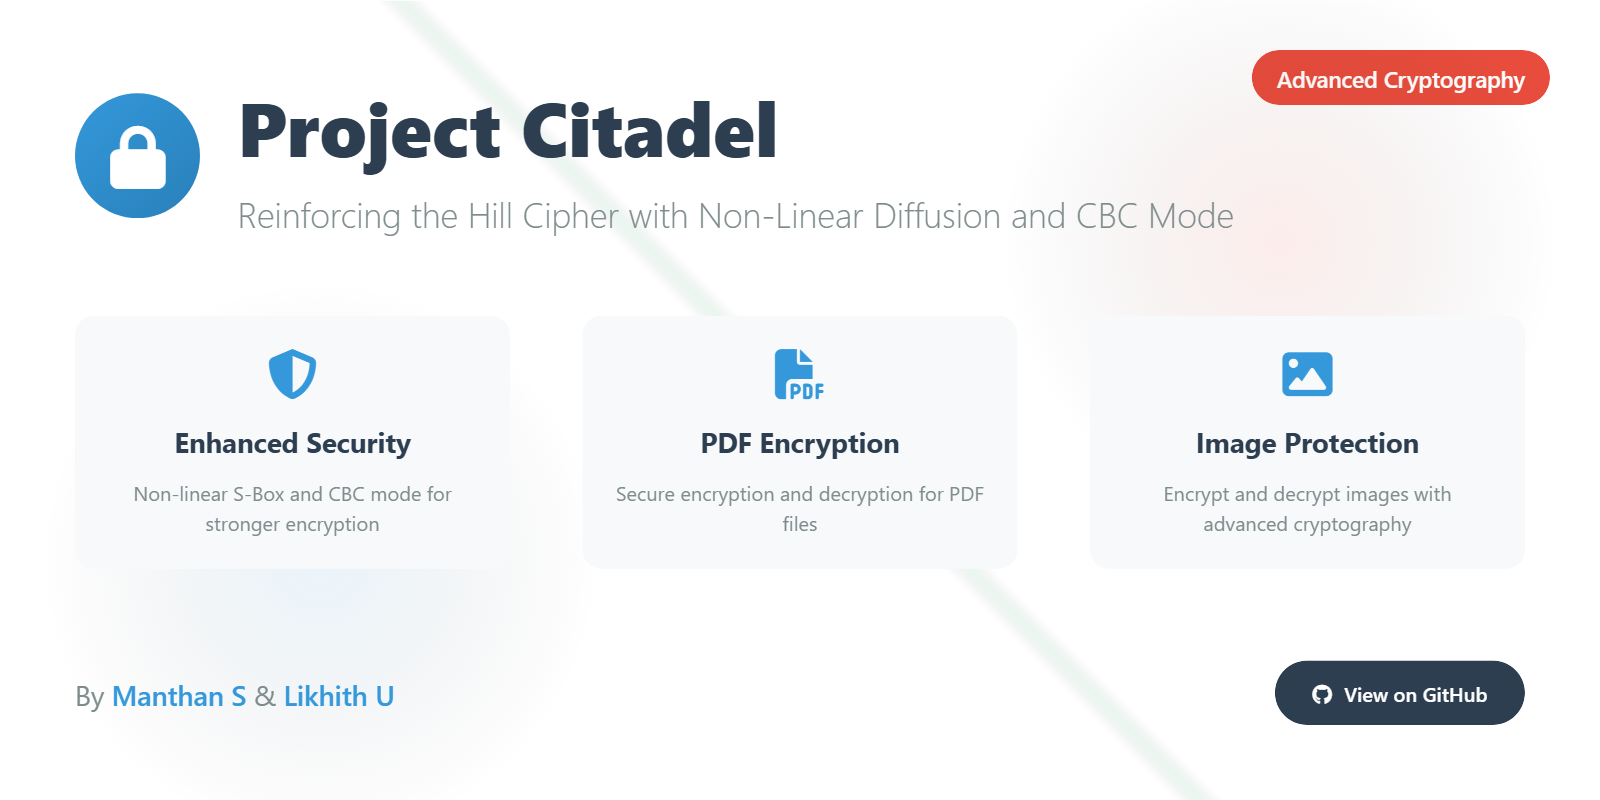 Advanced Cryptography
Project Citadel
Reinforcing the Hill Cipher with Non-Linear Diffusion and CBC Mode
Enhanced Security
Non-linear S-Box and CBC mode for
stronger encryption
PDF
PDF Encryption
Secure encryption and decryption for PDF
files
Image Protection
Encrypt and decrypt images with
advanced cryptography
By Manthan S & Likhith U
View on GitHub